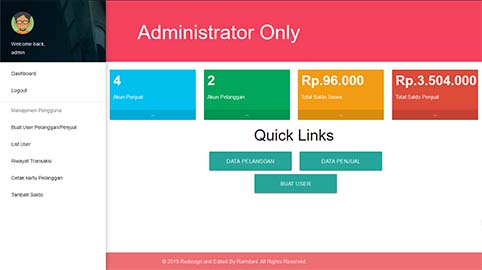 Welcome back,
admin
Dashboard
Logout
Manajemen Pengguna
Buat User Pelanggan/Penjual
List User
Riwayat Transaksi
Cetak Kartu Pelanggan
Tambah Saldo
Administrator Only
4
Akun Penjual
2
Akun Pelanggan
Rp.96.000
Total Saldo Siswa
Rp.3.504.000
Total Saldo Penjual
Quick Links
DATA PELANGGAN
DATA PENJUAL
BUAT USER
© 2019 Redesign and Edited By Ramdani. All Rights Reserved.